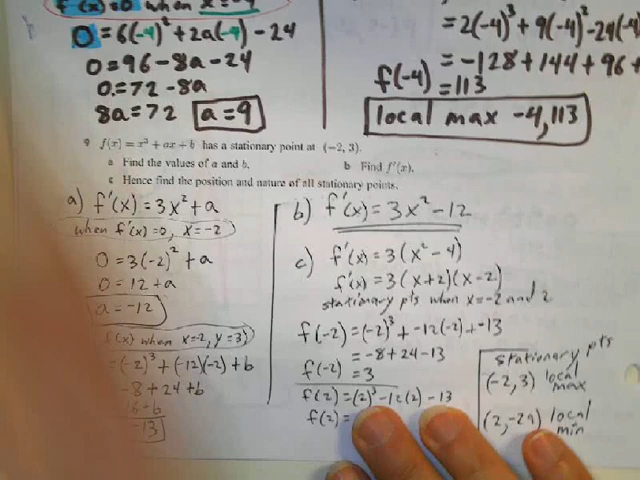 f'(x)=0 when x=-4
0=6(-4)²+2a(-4)-24
0=96-8a-24
0=72-8a
8a=72 a=9
=2(-4)³+9(-4)²-24(-4)
=-128+144+96+
f(-4)=113
local max -4,113
9 f(x) = x³ + ax + b has a stationary point at (−2, 3).
a Find the values of a and b. b Find f′(x).
c Hence find the position and nature of all stationary points.
a) f'(x)=3x²+a
when f'(x)=0, x=-2
0=3(-2)²+a
0=12+a
a=-12
f(x) when x=-2, y=3
=(-2)³+(-12)(-2)+b
-8+24+b
16+b
-13
b) f'(x)=3x²-12
c) f'(x)=3(x²-4)
f'(x)=3(x+2)(x-2)
stationary pts when x=-2 and 2
f(-2)=(-2)³+-12(-2)+-13
=-8+24-13
f(-2)=3
f(2)=(2)³-12(2)-13
f(2)=
stationary pts
(-2,3) local max
(2,-29) local min